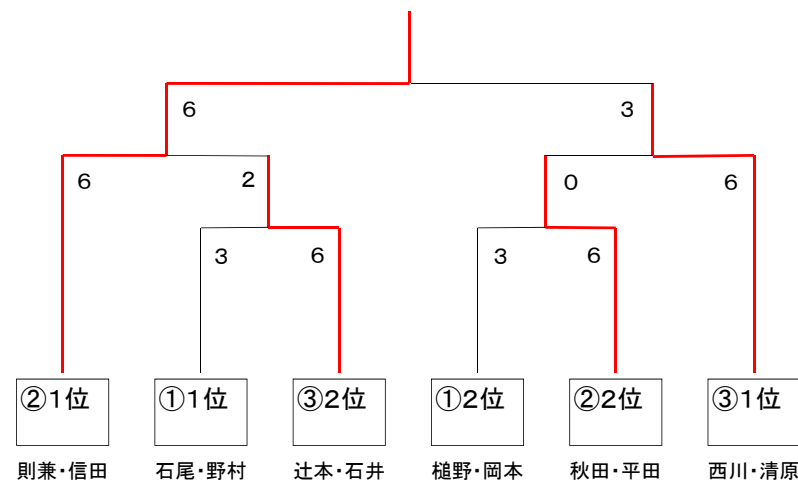 6 3
6 2 0 6
3 6 3 6
②1位 ①1位 ③2位 ①2位 ②2位 ③1位
則兼・信田 石尾・野村 辻本・石井 槌野・岡本 秋田・平田 西川・清原